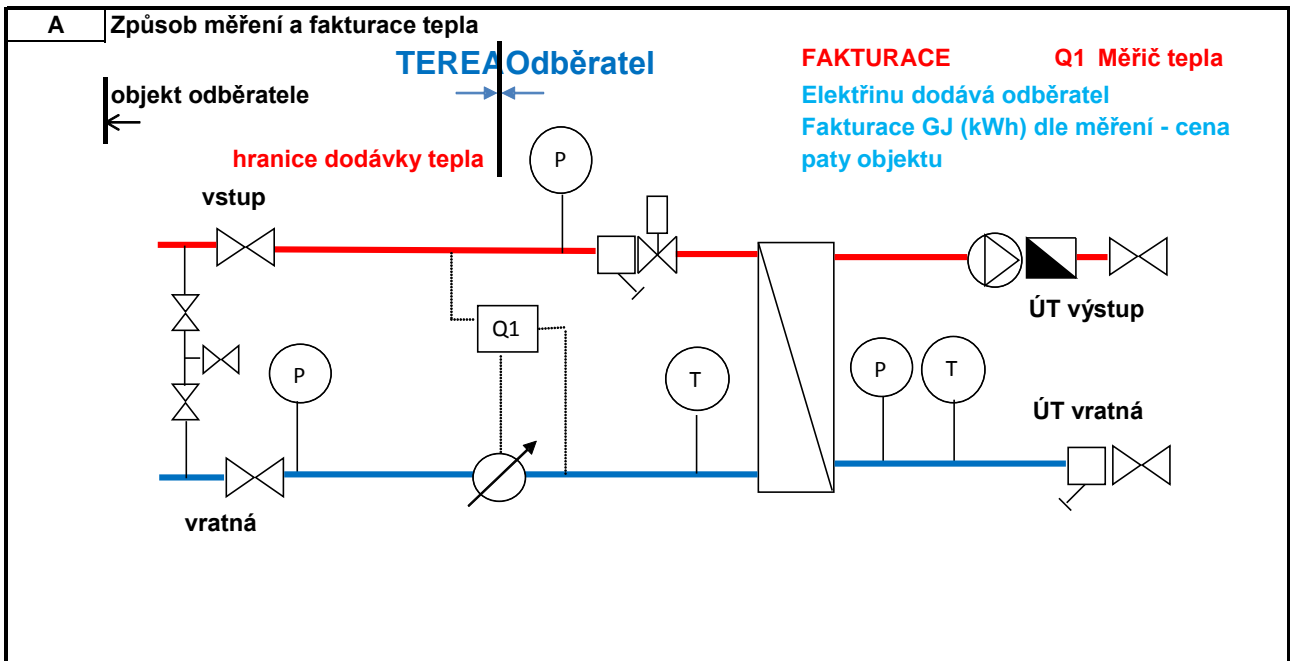 A Způsob měření a fakturace tepla
TEREA Odběratel
FAKTURACE Q1 Měřič tepla
objekt odběratele
Elektřinu dodává odběratel
Fakturace GJ (kWh) dle měření - cena
paty objektu
hranice dodávky tepla
P
vstup
ÚT výstup
Q1
P
T
P
T
ÚT vratná
vratná